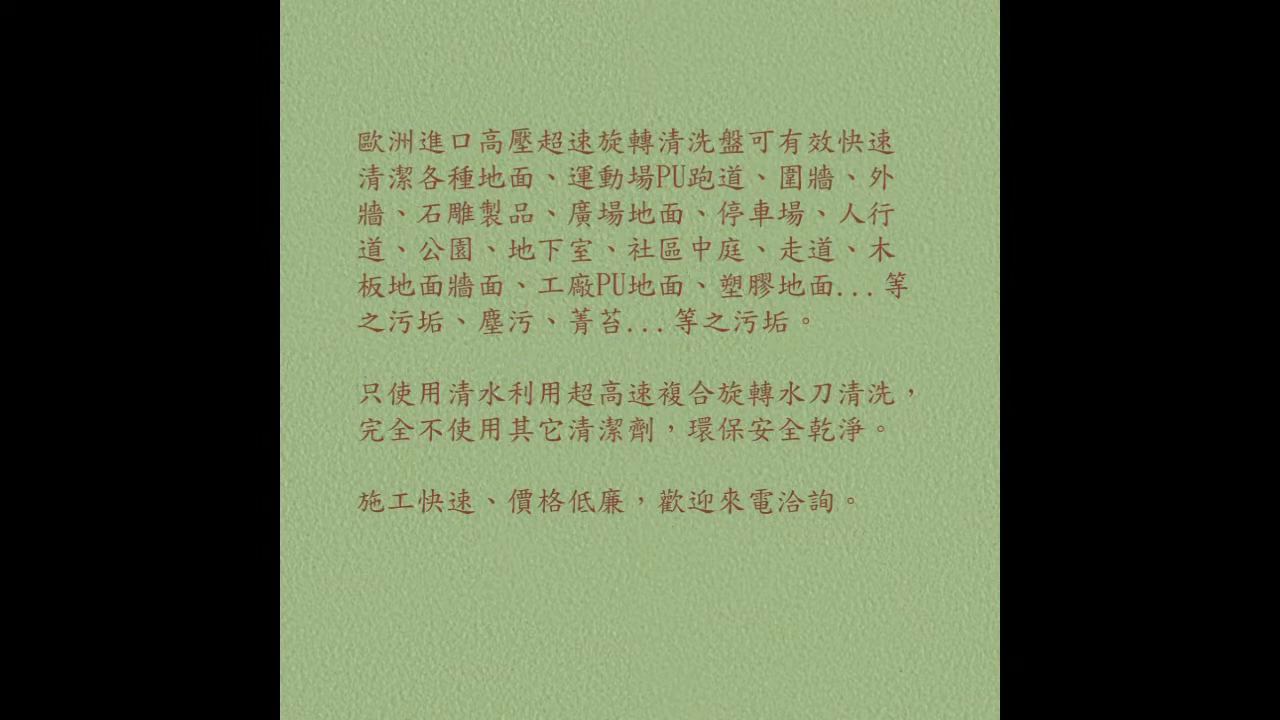 歐洲進口高壓超速旋轉清洗盤可有效快速
清潔各種地面、運動場PU跑道、圍牆、外
牆、石雕製品、廣場地面、停車場、人行
道、公園、地下室、社區中庭、走道、木
板地面牆面、工廠PU地面、塑膠地面...等
之污垢、塵污、菁苔...等之污垢。
只使用清水利用超高速複合旋轉水刀清洗，
完全不使用其它清潔劑，環保安全乾淨。
施工快速、價格低廉，歡迎來電洽詢。